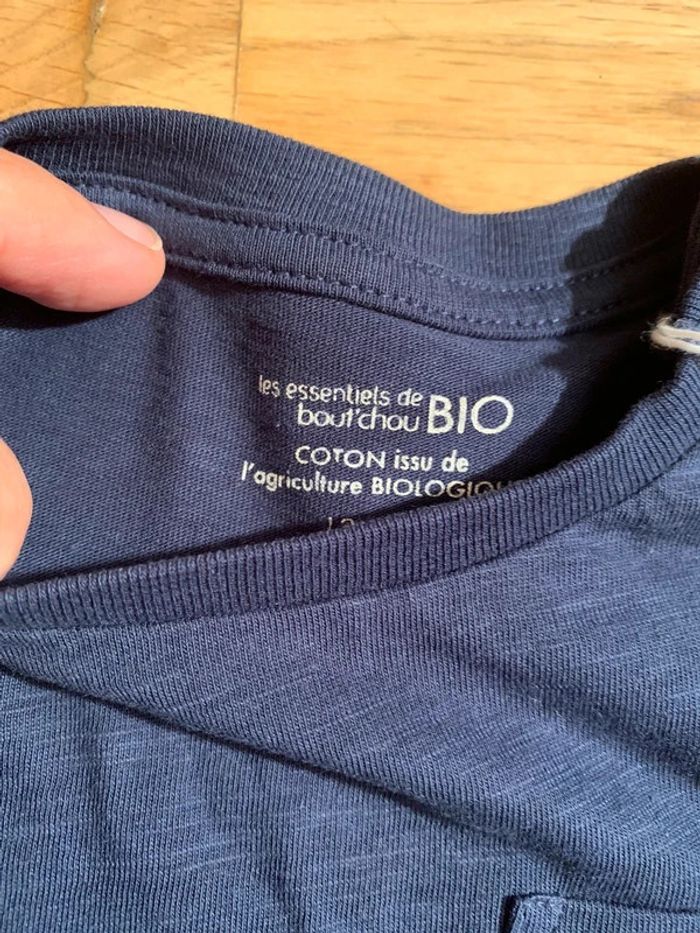 les essentiels de
bout'chou BIO
COTON issu de
l'agriculture